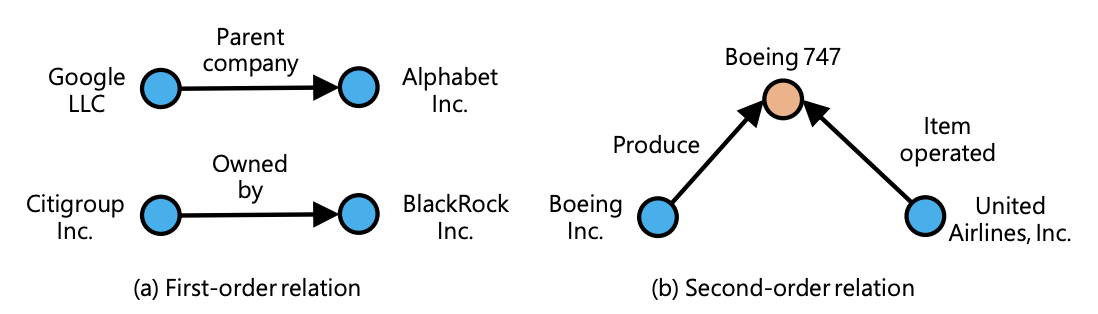 Parent
company
Google
LLC
Alphabet
Inc.
Owned
by
Citigroup
Inc.
BlackRock
Inc.
(a) First-order relation
Boeing 747
Produce
Item
operated
Boeing
Inc.
United
Airlines, Inc.
(b) Second-order relation